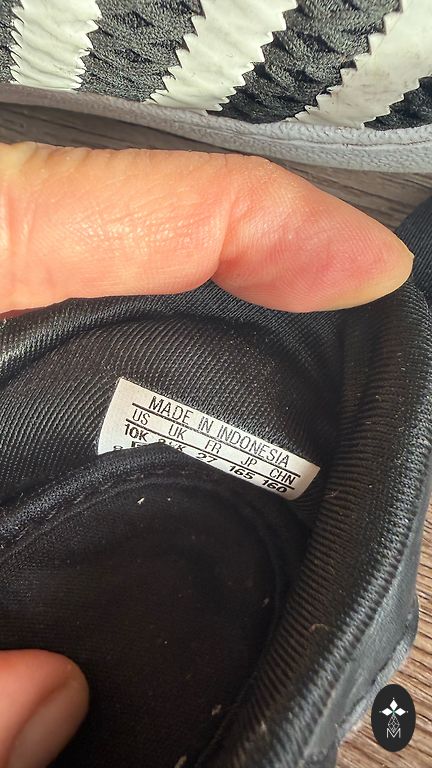 MADE IN INDONESIA
US UK FR JP CHN
10K 27 165 160
M